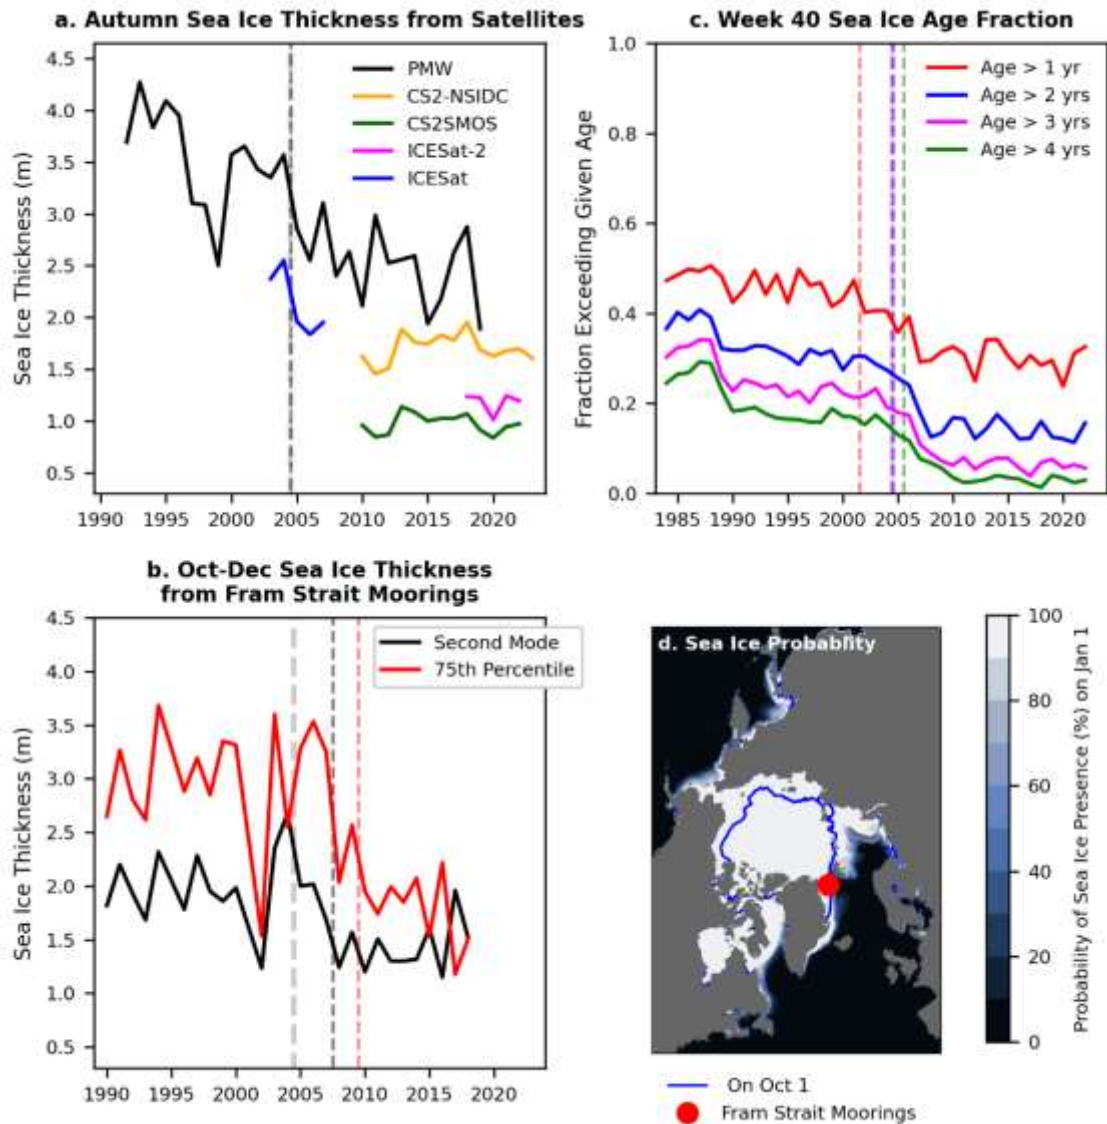 a. Autumn Sea Ice Thickness from Satellites
Sea Ice Thickness (m)
4.5
4.0
3.5
3.0
2.5
2.0
1.5
1.0
0.5
1990 1995 2000 2005 2010 2015 2020
PMW
CS2-NSIDC
CS2SMOS
ICESat-2
ICESat
c. Week 40 Sea Ice Age Fraction
Fraction Exceeding Given Age
1.0
0.8
0.6
0.4
0.2
0.0
1985 1990 1995 2000 2005 2010 2015 2020
Age > 1 yr
Age > 2 yrs
Age > 3 yrs
Age > 4 yrs
b. Oct-Dec Sea Ice Thickness
from Fram Strait Moorings
Sea Ice Thickness (m)
4.5
4.0
3.5
3.0
2.5
2.0
1.5
1.0
0.5
1990 1995 2000 2005 2010 2015 2020
Second Mode
75th Percentile
d. Sea Ice Probablity
100
80
60
40
20
0
Probability of Sea Ice Presence (%) on Jan 1
On Oct 1
Fram Strait Moorings